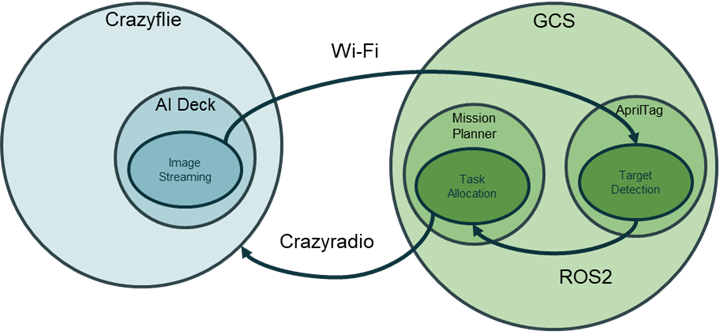 Crazyflie
GCS
Wi-Fi
AI Deck
Mission
Planner
AprilTag
Image
Streaming
Task
Allocation
Target
Detection
Crazyradio
ROS2